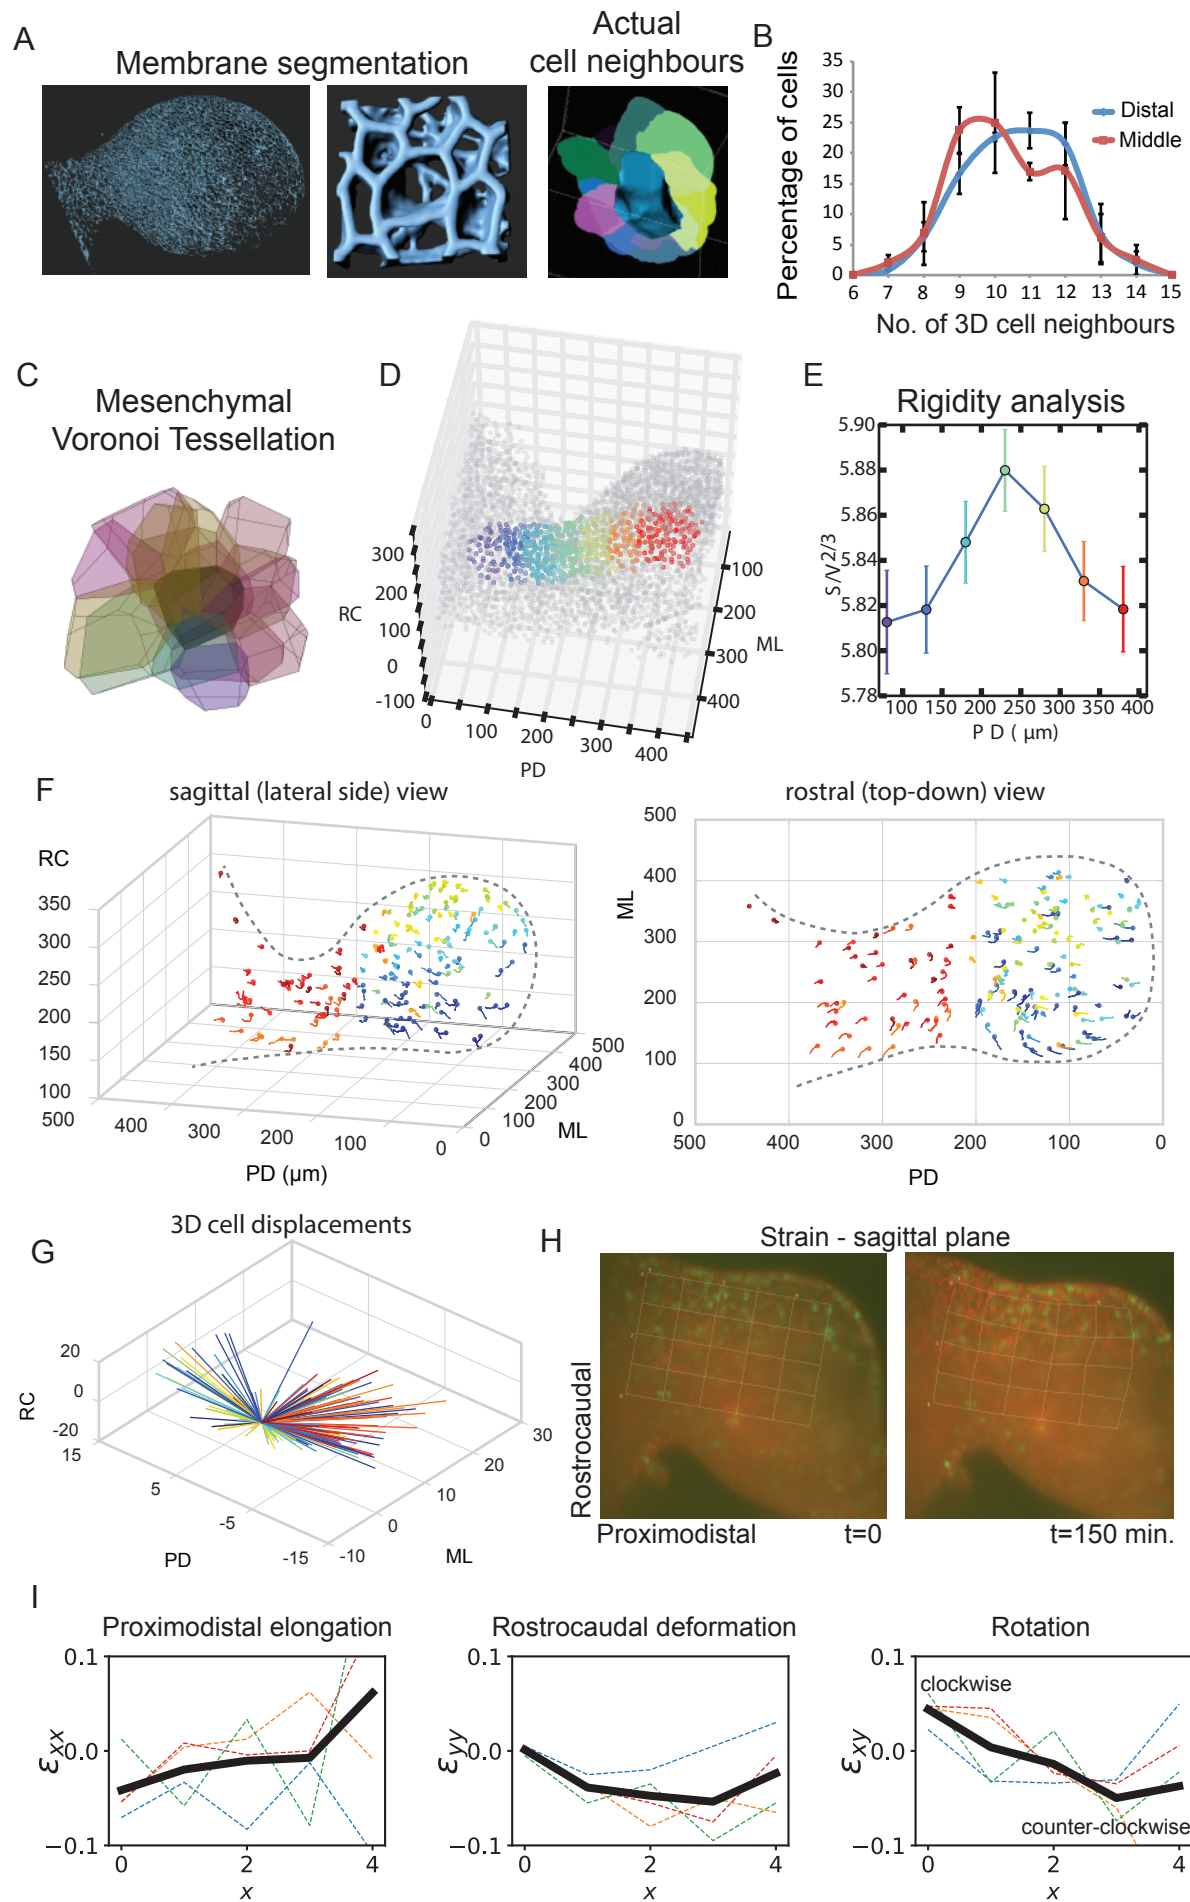 A
Membrane segmentation
Actual
cell neighbours
B
Percentage of cells
35
30
25
20
15
10
5
0
Distal
Middle
6 7 8 9 10 11 12 13 14 15
No. of 3D cell neighbours
C
Mesenchymal
Voronoi Tessellation
D
300
200
100
0
-100
RC
0 100 200 300 400
PD
100
200
300
400
ML
E
Rigidity analysis
5.90
5.88
5.86
5.84
5.82
5.80
5.78
S/V^2/3
100 150 200 250 300 350 400
PD (µm)
F
sagittal (lateral side) view
RC
350
300
250
200
150
100
500 400 300 200 100 0
PD (µm)
0 100 200 300 400 500
ML
rostral (top-down) view
500
400
300
200
100
0
ML
500 400 300 200 100 0
PD
G
3D cell displacements
20
0
-20
RC
15 5 -5 -15
PD
-10 0 10 20 30
ML
H
Strain - sagittal plane
Rostrocaudal
Proximodistal t=0
t=150 min.
I
Proximodistal elongation
0.1
0.0
−0.1
εxx
0 2 4
x
Rostrocaudal deformation
0.1
0.0
−0.1
εyy
0 2 4
x
Rotation
0.1
0.0
−0.1
εxy
clockwise
counter-clockwise
0 2 4
x